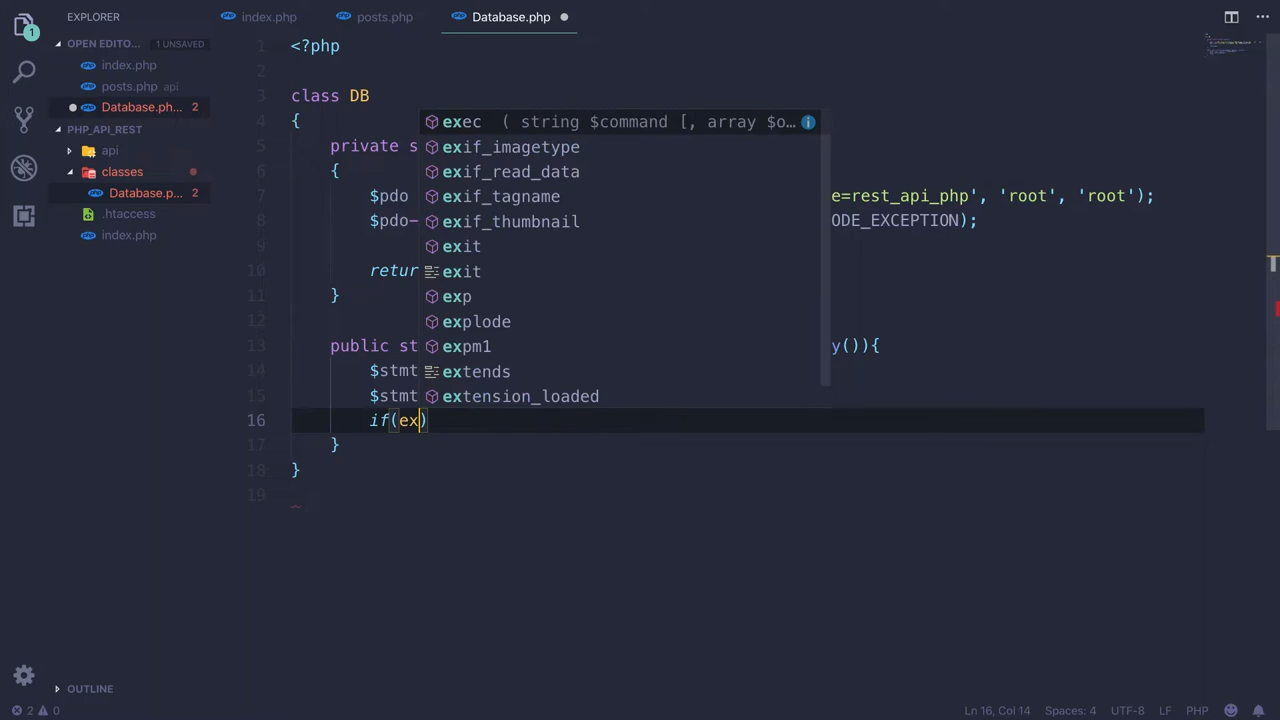 EXPLORER
index.php
posts.php
Database.php
1
OPEN EDITO... 1 UNSAVED
index.php
posts.php api
Database.ph... 2
PHP_API_REST
api
classes
Database.p... 2
.htaccess
index.php
OUTLINE
1 <?php
2
3 class DB
4 {
5 private s
6 {
7 $pdo e=rest_api_php', 'root', 'root');
8 $pdo- ODE_EXCEPTION);
9
10 retur
11 }
12
13 public st y()){
14 $stmt
15 $stmt
16 if(ex)
17 }
18 }
19
exec ( string $command [, array $o...
exif_imagetype
exif_read_data
exif_tagname
exif_thumbnail
exit
exit
exp
explode
expm1
extends
extension_loaded
2 0
Ln 16, Col 14
Spaces: 4
UTF-8
LF
PHP